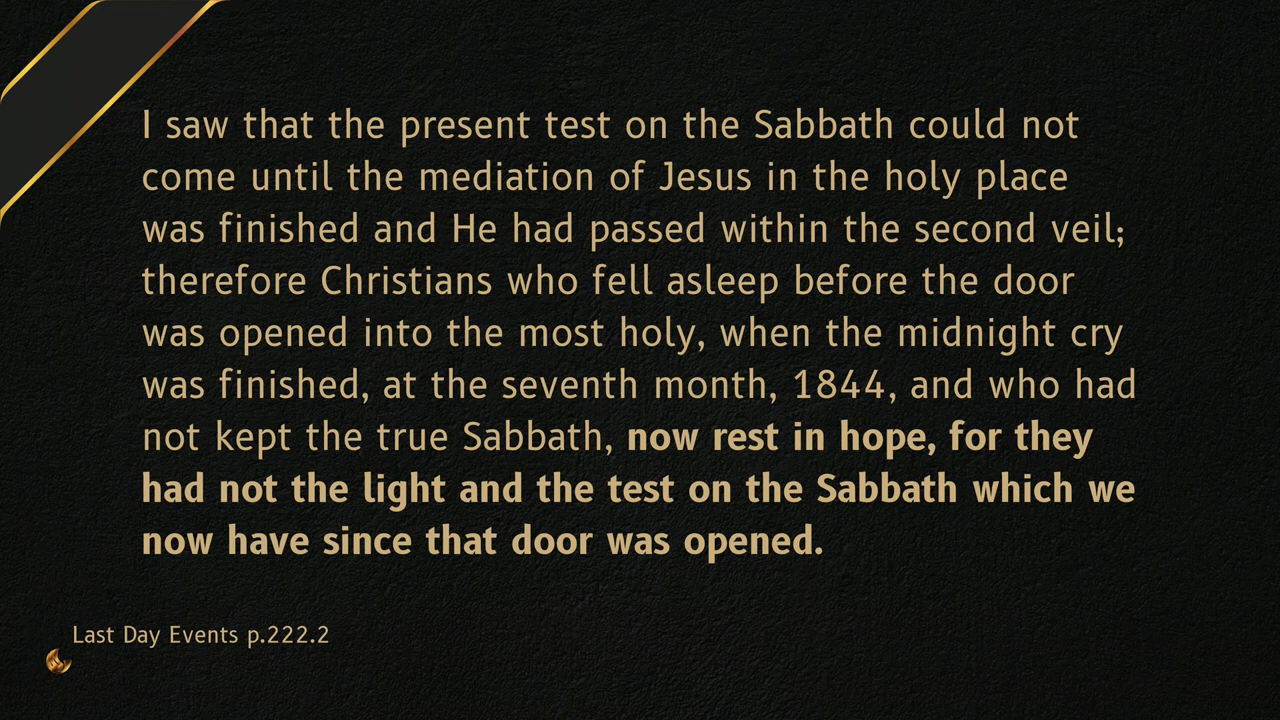 I saw that the present test on the Sabbath could not
come until the mediation of Jesus in the holy place
was finished and He had passed within the second veil;
therefore Christians who fell asleep before the door
was opened into the most holy, when the midnight cry
was finished, at the seventh month, 1844, and who had
not kept the true Sabbath, now rest in hope, for they
had not the light and the test on the Sabbath which we
now have since that door was opened.
Last Day Events p.222.2